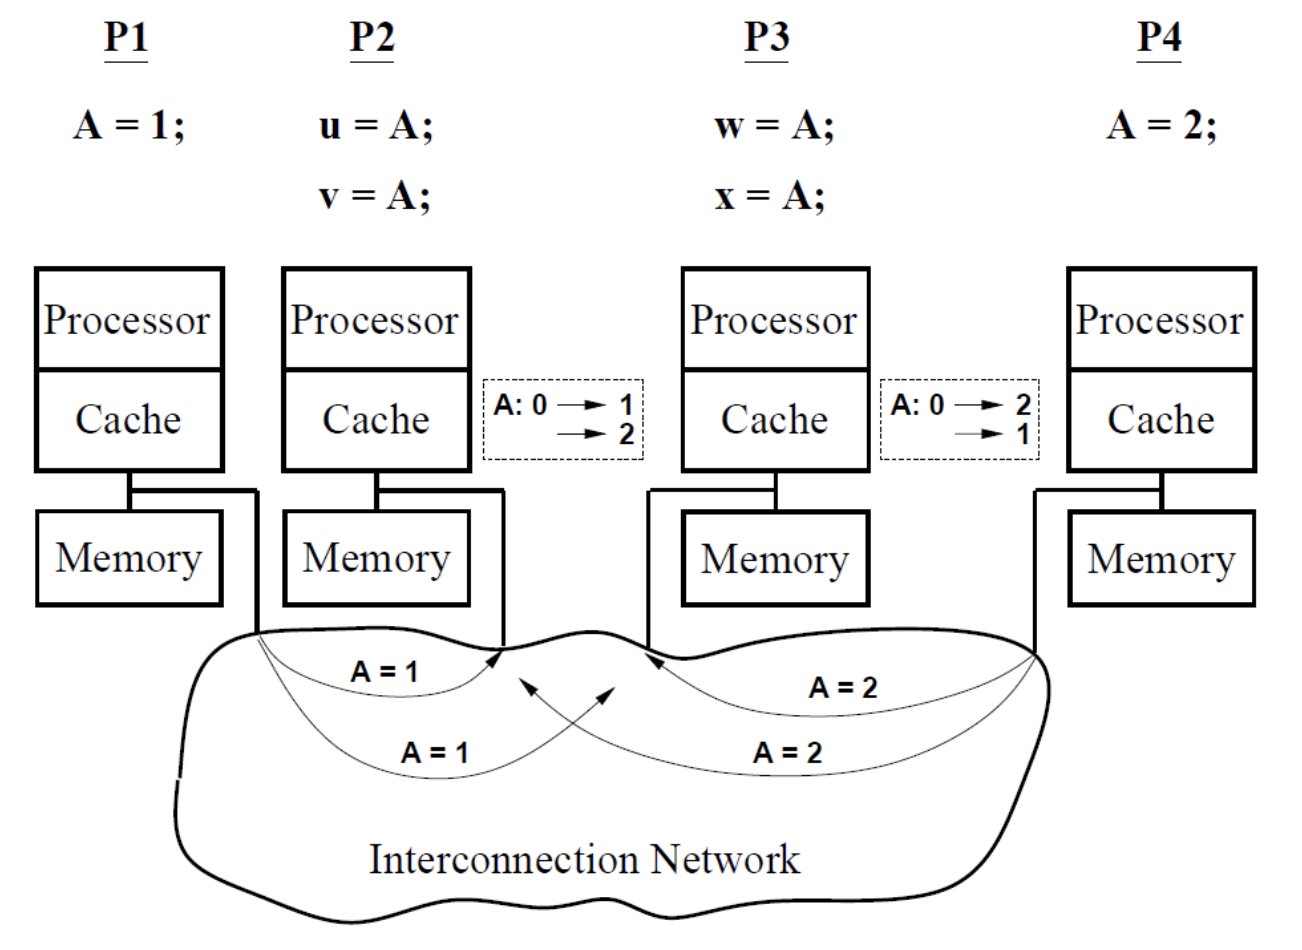 P1 P2 P3 P4
A = 1; u = A; w = A; A = 2;
v = A; x = A;
Processor Processor Processor Processor
Cache Cache A: 0 → 1 Cache A: 0 → 2 Cache
→ 2 → 1
Memory Memory Memory Memory
A = 1 A = 2
A = 1 A = 2
Interconnection Network